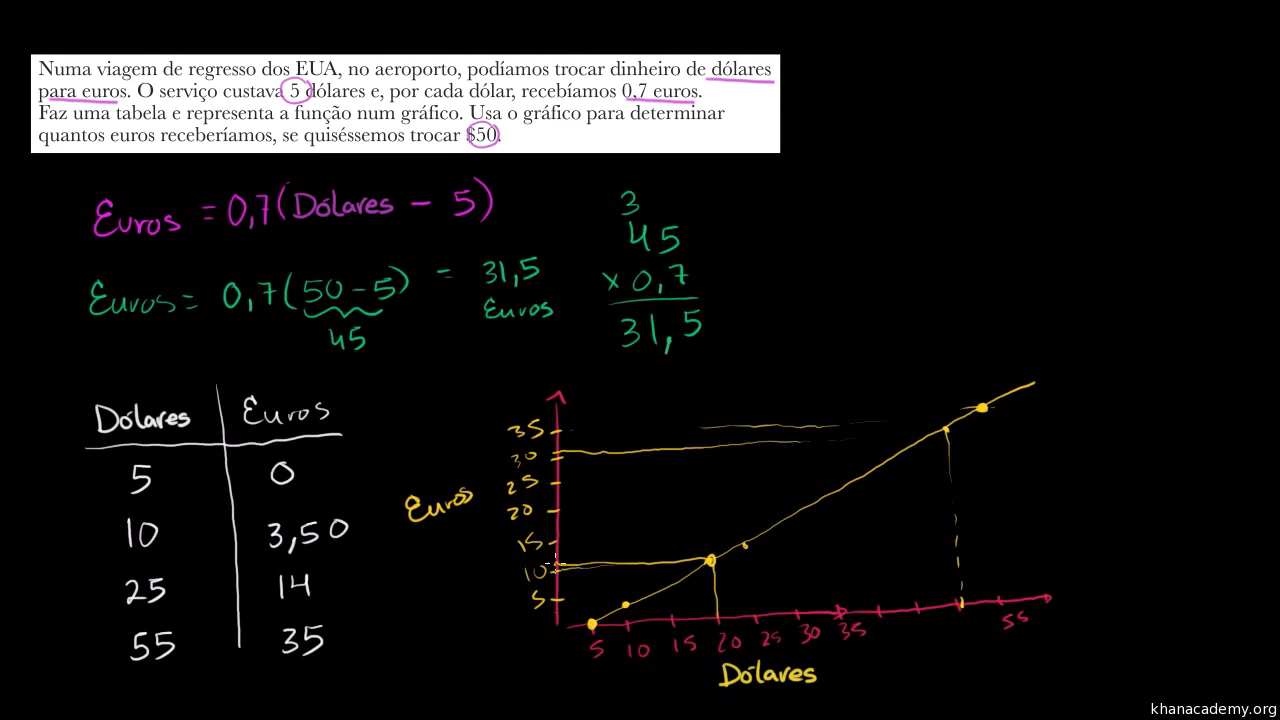 Numa viagem de regresso dos EUA, no aeroporto, podíamos trocar dinheiro de dólares
para euros. O serviço custava 5 dólares e, por cada dólar, recebíamos 0,7 euros.
Faz uma tabela e representa a função num gráfico. Usa o gráfico para determinar
quantos euros receberíamos, se quiséssemos trocar $50.
Euros = 0,7(Dólares - 5)
Euros = 0,7(50-5) = 31,5
Euros
45
3
45
x 0,7
31,5
Dólares Euros
5 0
10 3,50
25 14
55 35
Euros
35
30
25
20
15
10
5
5 10 15 20 25 30 35 55
Dólares
khanacademy.org